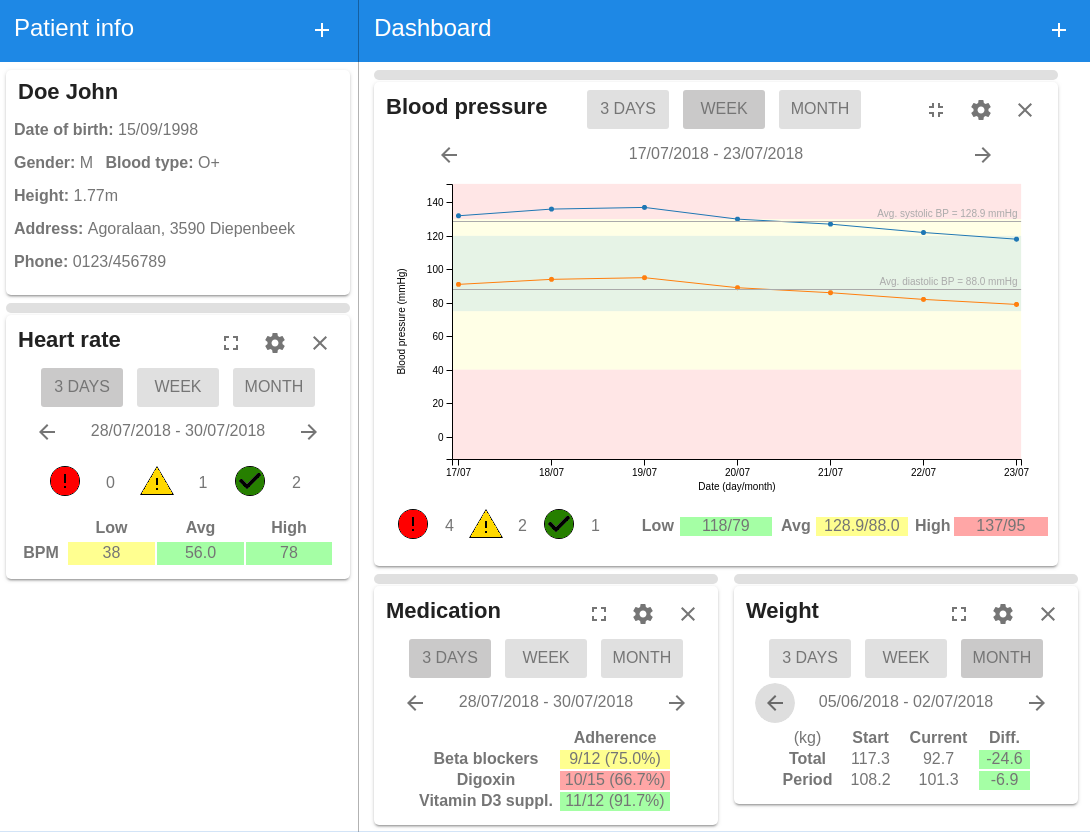 Patient info +
Doe John
Date of birth: 15/09/1998
Gender: M Blood type: O+
Height: 1.77m
Address: Agoralaan, 3590 Diepenbeek
Phone: 0123/456789
Heart rate
3 DAYS WEEK MONTH
28/07/2018 - 30/07/2018
! 0 ! 1 2
Low Avg High
BPM 38 56.0 78
Dashboard +
Blood pressure 3 DAYS WEEK MONTH
17/07/2018 - 23/07/2018
Blood pressure (mmHg)
140
120
100
80
60
40
20
0
Avg. systolic BP = 128.9 mmHg
Avg. diastolic BP = 88.0 mmHg
17/07 18/07 19/07 20/07 21/07 22/07 23/07
Date (day/month)
! 4 ! 2 1 Low 118/79 Avg 128.9/88.0 High 137/95
Medication
3 DAYS WEEK MONTH
28/07/2018 - 30/07/2018
Adherence
Beta blockers 9/12 (75.0%)
Digoxin 10/15 (66.7%)
Vitamin D3 suppl. 11/12 (91.7%)
Weight
3 DAYS WEEK MONTH
05/06/2018 - 02/07/2018
(kg) Start Current Diff.
Total 117.3 92.7 -24.6
Period 108.2 101.3 -6.9